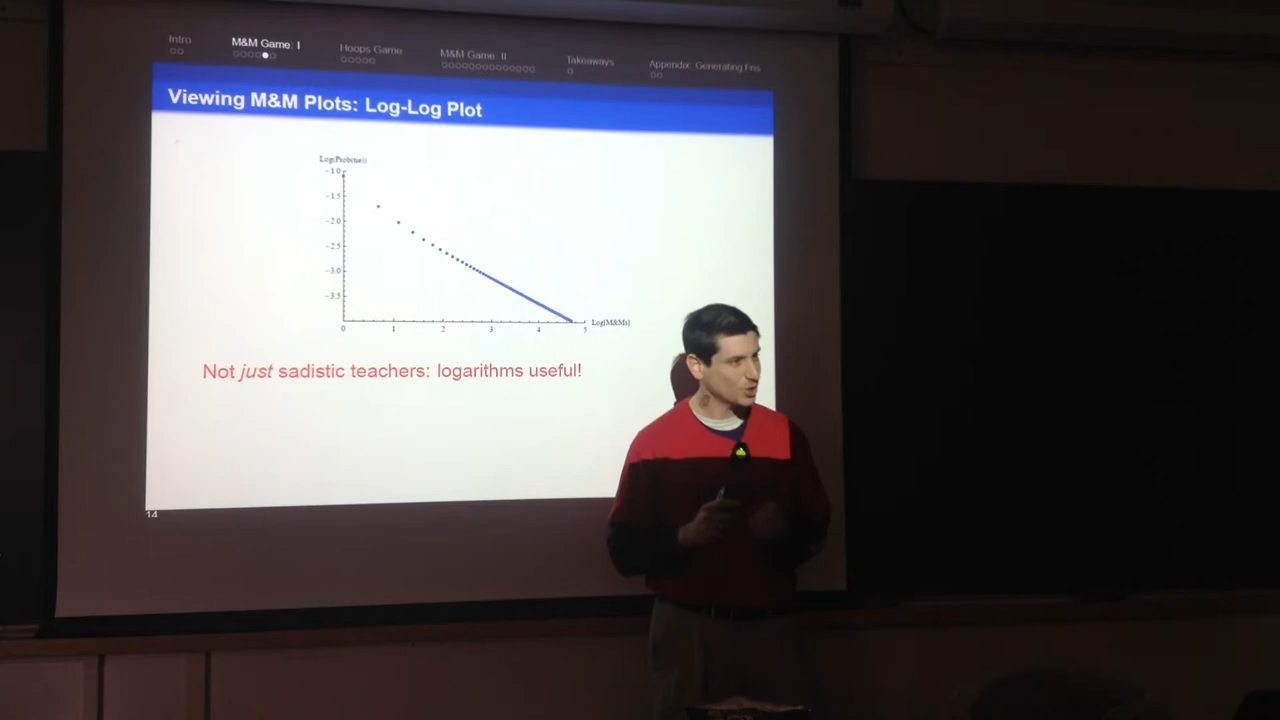 Intro
M&M Game: I
Hoops Game
M&M Game: II
Takeaways
Appendix: Generating Fns
Viewing M&M Plots: Log-Log Plot
Log(Prob(tie))
-1.0
-1.5
-2.0
-2.5
-3.0
-3.5
0 1 2 3 4 5
Log(M&Ms)
Not just sadistic teachers: logarithms useful!
14